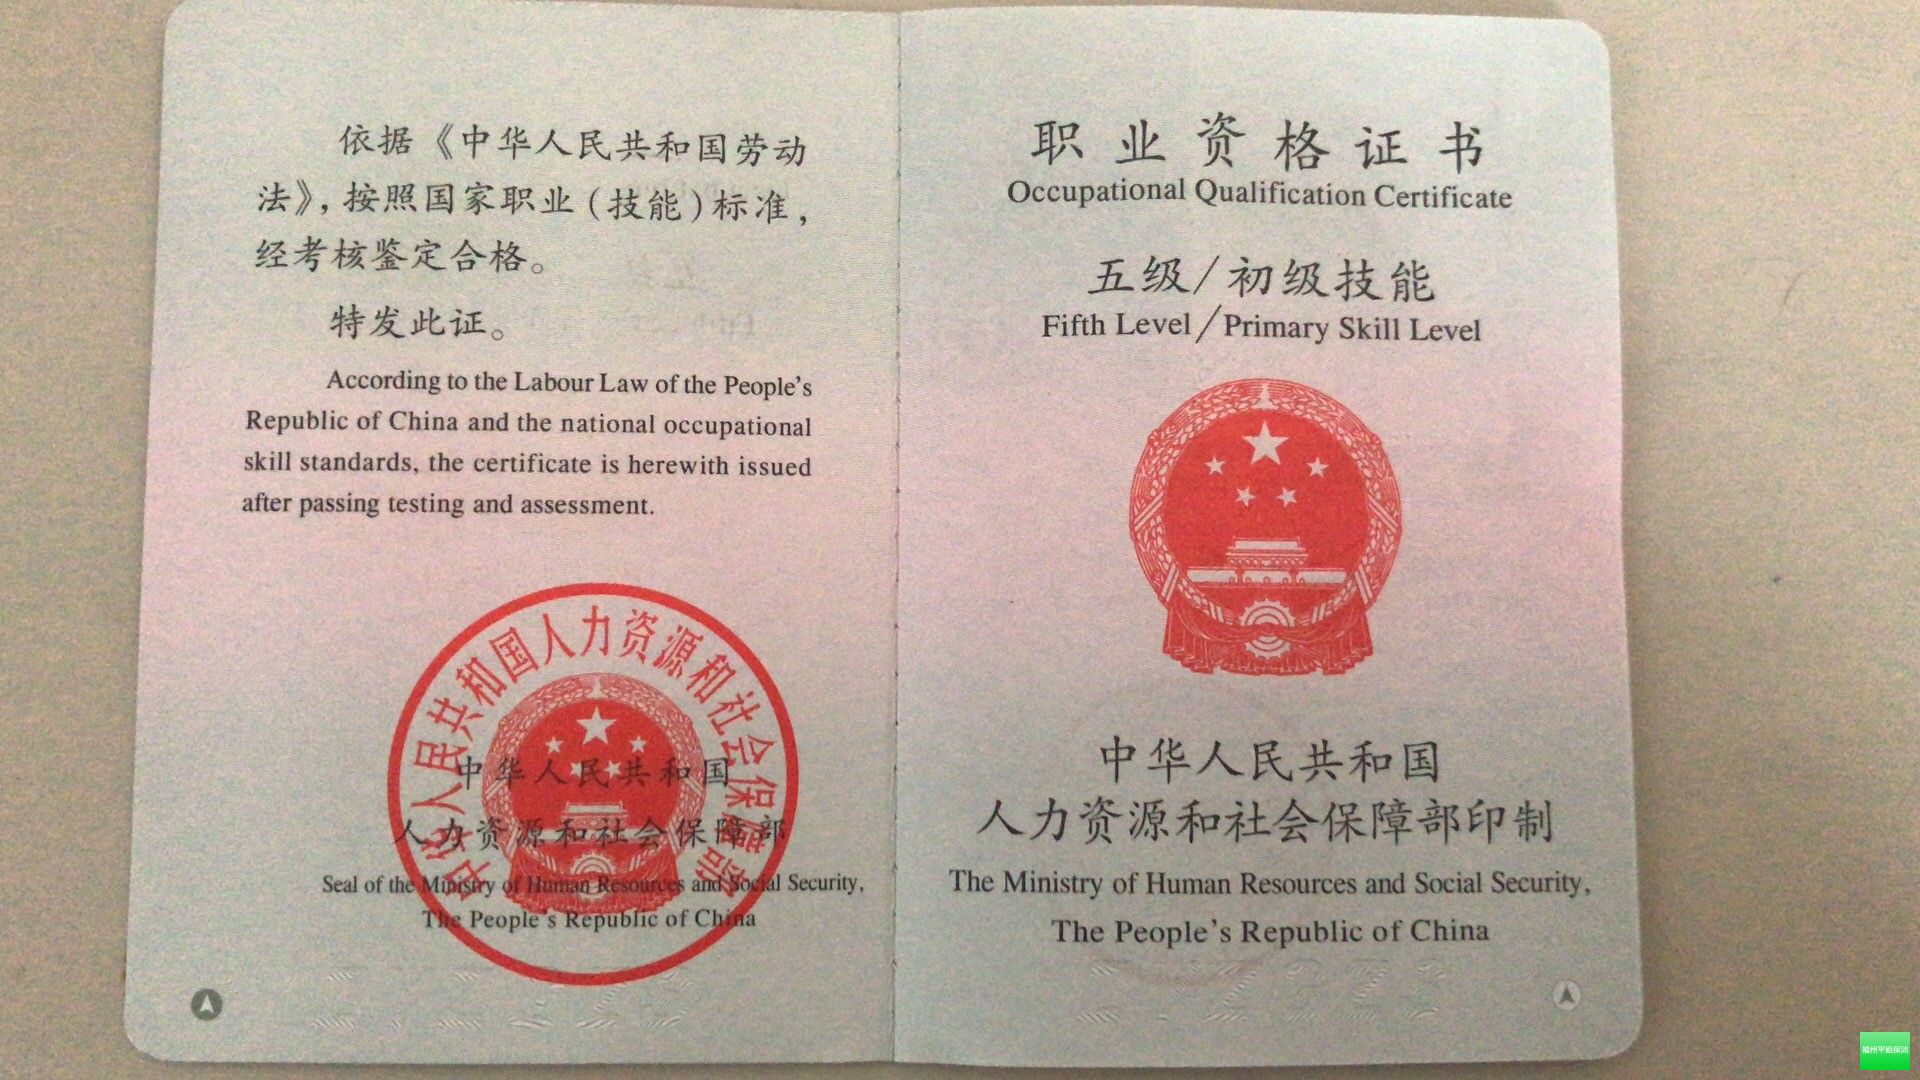 依据《中华人民共和国劳动
法》，按照国家职业（技能）标准，
经考核鉴定合格。
特发此证。
According to the Labour Law of the People's
Republic of China and the national occupational
skill standards, the certificate is herewith issued
after passing testing and assessment.
中华人民共和国人力资源和社会保障部
中华人民共和国
人力资源和社会保障部
Seal of the Ministry of Human Resources and Social Security,
The People's Republic of China
职业资格证书
Occupational Qualification Certificate
五级/初级技能
Fifth Level/Primary Skill Level
中华人民共和国
人力资源和社会保障部印制
The Ministry of Human Resources and Social Security,
The People's Republic of China
福州平姐保洁